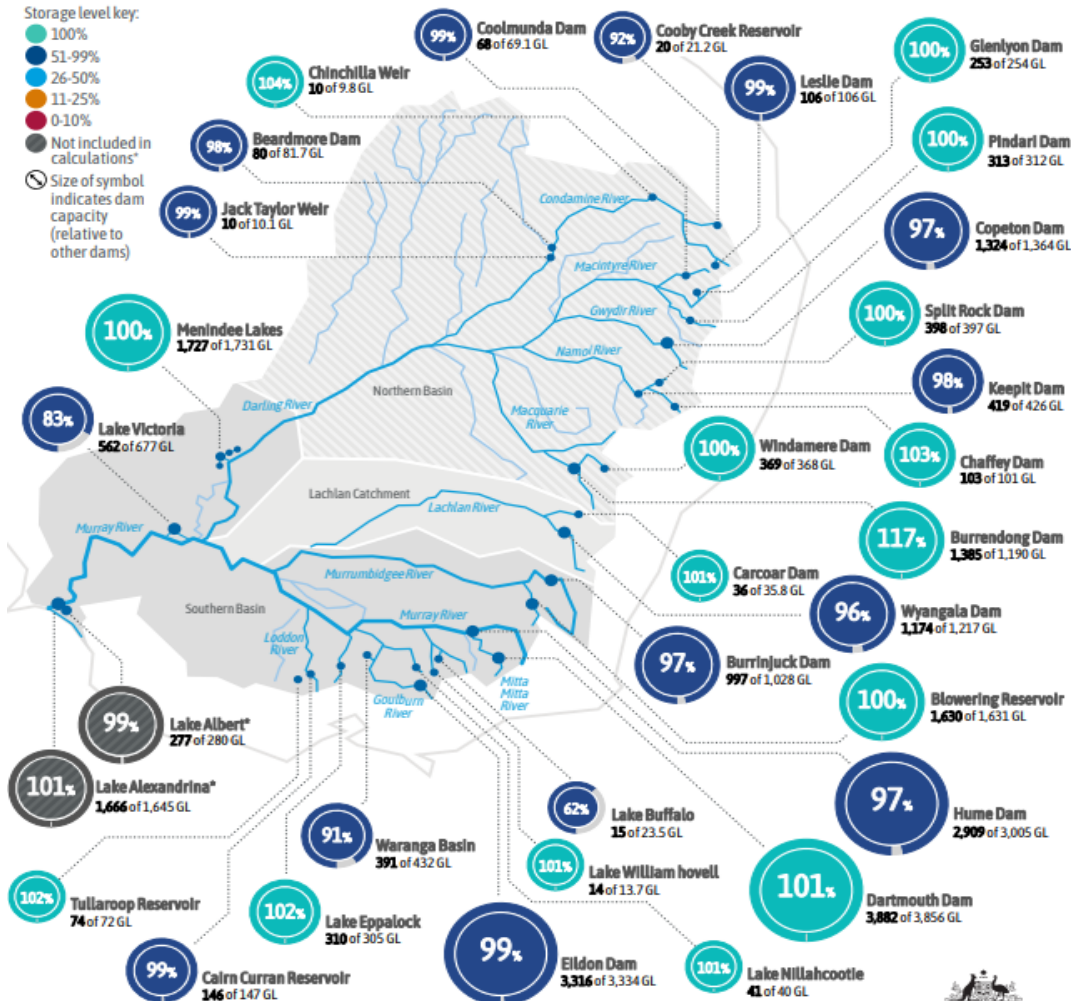 Storage level key:
100%
51-99%
26-50%
11-25%
0-10%
Not included in
calculations*
Size of symbol
indicates dam
capacity
(relative to
other dams)
99%
Coolmunda Dam
68 of 69.1 GL
92%
Cooby Creek Reservoir
20 of 21.2 GL
100%
Glenlyon Dam
253 of 254 GL
104%
Chinchilla Weir
10 of 9.8 GL
99%
Leslie Dam
106 of 106 GL
98%
Beardmore Dam
80 of 81.7 GL
100%
Pindari Dam
313 of 312 GL
99%
Jack Taylor Weir
10 of 10.1 GL
97%
Copeton Dam
1,324 of 1,364 GL
100%
Menindee Lakes
1,727 of 1,731 GL
100%
Split Rock Dam
398 of 397 GL
83%
Lake Victoria
562 of 677 GL
98%
Keepit Dam
419 of 426 GL
100%
Windamere Dam
369 of 368 GL
103%
Chaffey Dam
103 of 101 GL
117%
Burrendong Dam
1,385 of 1,190 GL
101%
Carcoar Dam
36 of 35.8 GL
96%
Wyangala Dam
1,174 of 1,217 GL
97%
Burrinjuck Dam
997 of 1,028 GL
100%
Blowering Reservoir
1,630 of 1,631 GL
97%
Hume Dam
2,909 of 3,005 GL
101%
Dartmouth Dam
3,882 of 3,856 GL
Condamine River
Macintyre River
Gwydir River
Namoi River
Macquarie
River
Northern Basin
Darling River
Lachlan Catchment
Lachlan River
Murray River
Murrumbidgee River
Southern Basin
Murray River
Loddon
River
Goulburn
River
Mitta
Mitta
River
99%
Lake Albert*
277 of 280 GL
101%
Lake Alexandrina*
1,666 of 1,645 GL
62%
Lake Buffalo
15 of 23.5 GL
91%
Waranga Basin
391 of 432 GL
101%
Lake William hovell
14 of 13.7 GL
102%
Tullaroop Reservoir
74 of 72 GL
102%
Lake Eppalock
310 of 305 GL
99%
Cairn Curran Reservoir
146 of 147 GL
99%
Eildon Dam
3,316 of 3,334 GL
101%
Lake Nillahcootie
41 of 40 GL